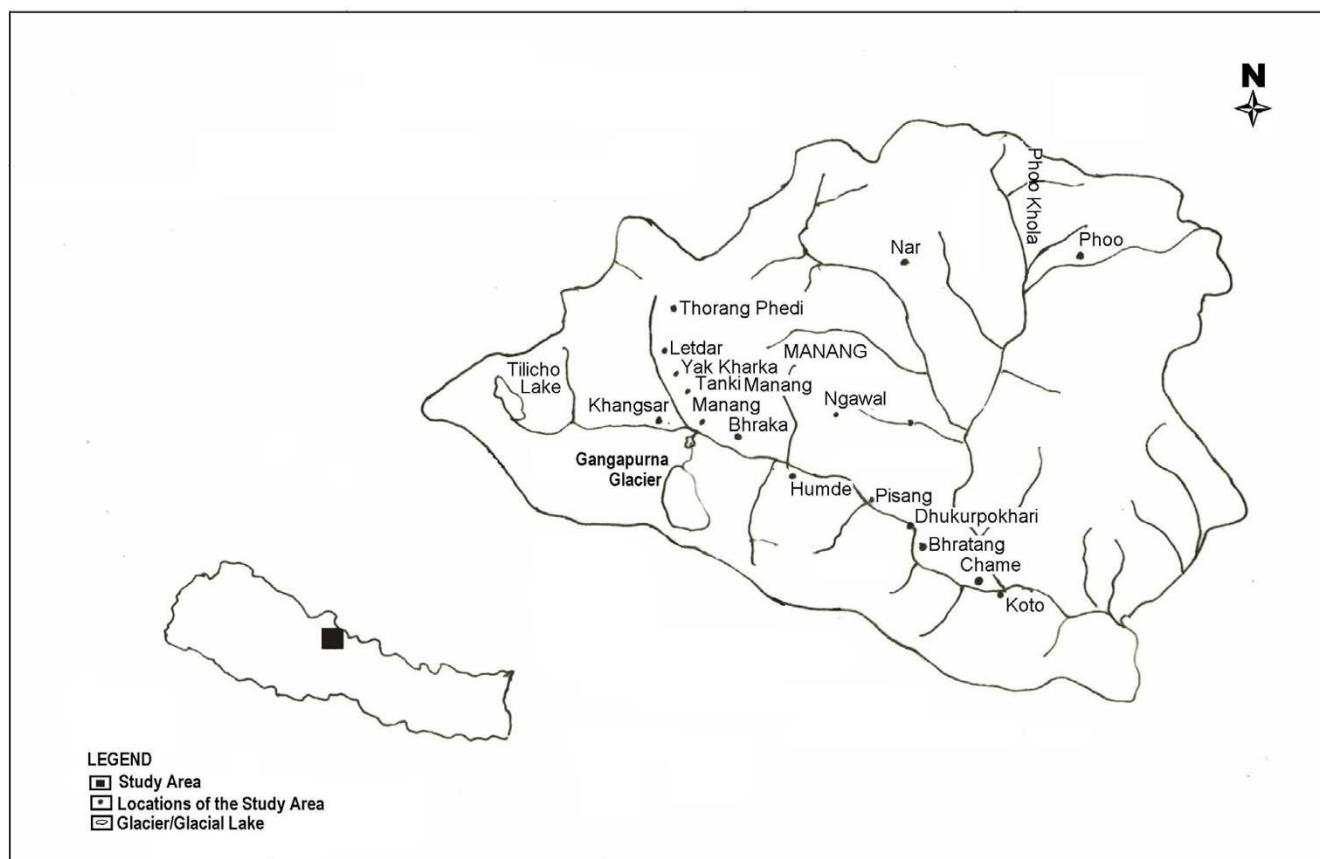 N
Phoo Khola
Nar
Phoo
Thorang Phedi
Letdar
MANANG
Tilicho
Lake
Yak Kharka
Tanki Manang
Khangsar
Manang
Ngawal
Bhraka
Gangapurna
Glacier
Humde
Pisang
Dhukurpokhari
Bhratang
Chame
Koto
LEGEND
Study Area
Locations of the Study Area
Glacier/Glacial Lake